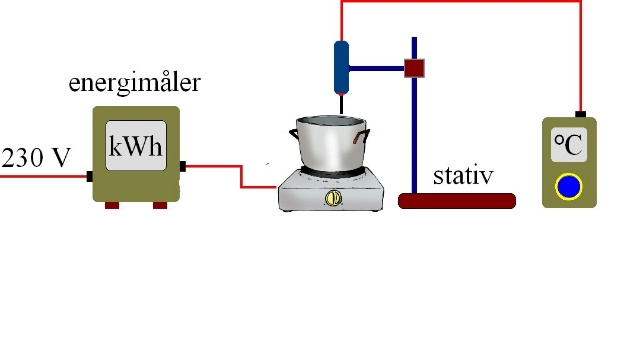 energimåler
kWh
230 V
°C
stativ